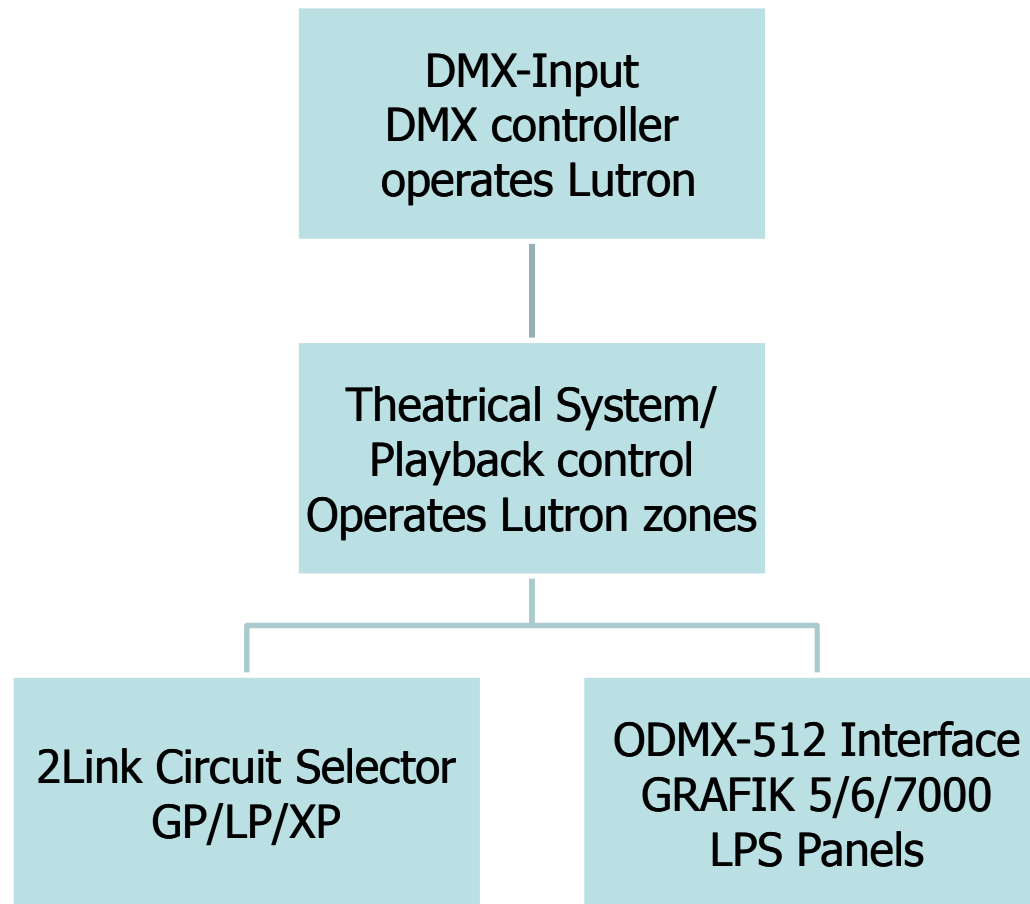 DMX-Input
DMX controller
operates Lutron
Theatrical System/
Playback control
Operates Lutron zones
2Link Circuit Selector
GP/LP/XP
ODMX-512 Interface
GRAFIK 5/6/7000
LPS Panels